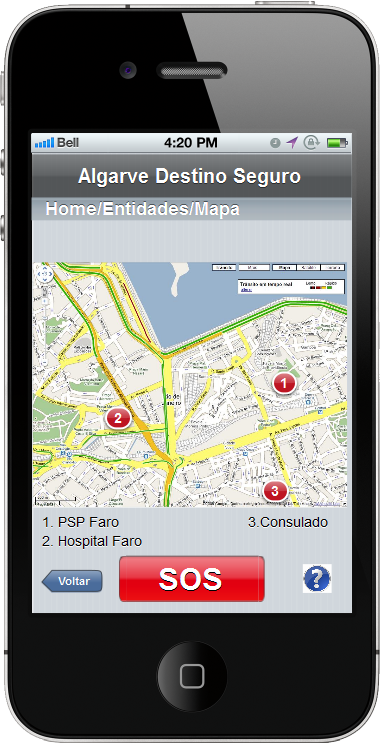 Bell 4:20 PM
Algarve Destino Seguro
Home/Entidades/Mapa
Mapa
Trânsito em tempo real
1
2
3
1. PSP Faro 3.Consulado
2. Hospital Faro
Voltar SOS ?